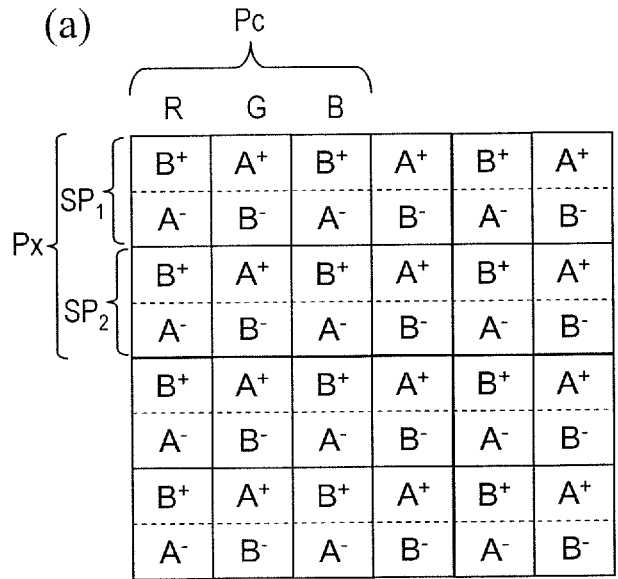 (a)
Pc
R G B
B⁺ A⁺ B⁺ A⁺ B⁺ A⁺
SP₁
A⁻ B⁻ A⁻ B⁻ A⁻ B⁻
Px
B⁺ A⁺ B⁺ A⁺ B⁺ A⁺
SP₂
A⁻ B⁻ A⁻ B⁻ A⁻ B⁻
B⁺ A⁺ B⁺ A⁺ B⁺ A⁺
A⁻ B⁻ A⁻ B⁻ A⁻ B⁻
B⁺ A⁺ B⁺ A⁺ B⁺ A⁺
A⁻ B⁻ A⁻ B⁻ A⁻ B⁻